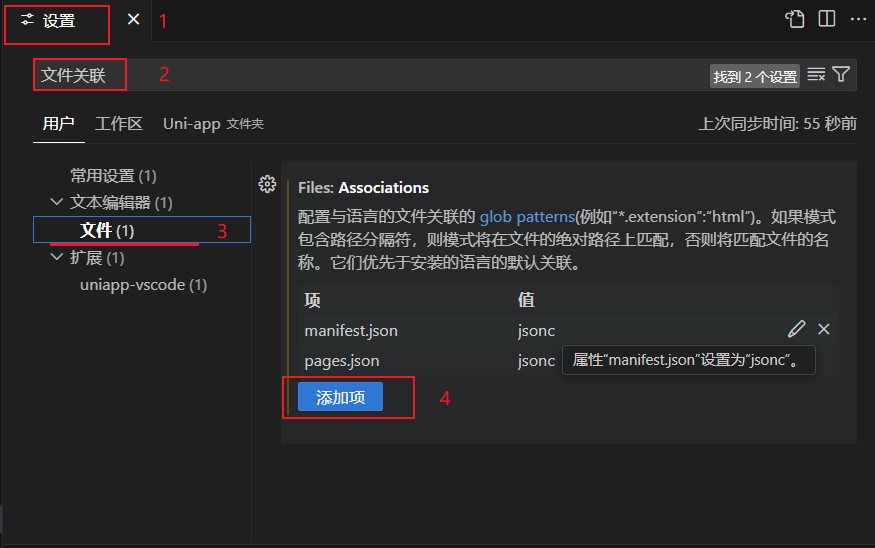 设置 1
文件关联 2 找到 2 个设置
用户 工作区 Uni-app 文件夹 上次同步时间: 55 秒前
常用设置 (1)
文本编辑器 (1)
文件 (1) 3
扩展 (1)
uniapp-vscode (1)
Files: Associations
配置与语言的文件关联的 glob patterns(例如"*.extension":"html")。如果模式
包含路径分隔符，则模式将在文件的绝对路径上匹配，否则将匹配文件的名
称。它们优先于安装的语言的默认关联。
项 值
manifest.json jsonc
pages.json jsonc
属性"manifest.json"设置为"jsonc"。
添加项 4